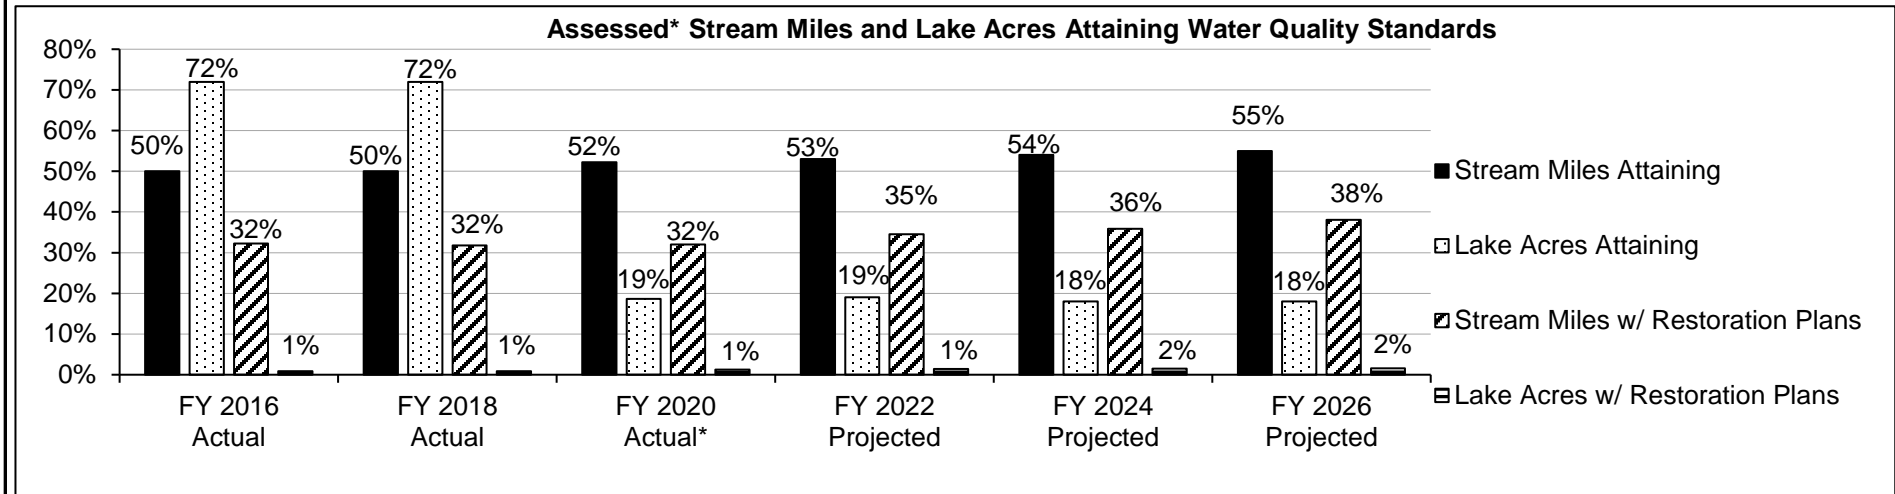 Assessed* Stream Miles and Lake Acres Attaining Water Quality Standards
80%
70%
60%
50%
40%
30%
20%
10%
0%
50%
72%
32%
1%
50%
72%
32%
1%
52%
19%
32%
1%
53%
19%
35%
1%
54%
18%
36%
2%
55%
18%
38%
2%
FY 2016
Actual
FY 2018
Actual
FY 2020
Actual*
FY 2022
Projected
FY 2024
Projected
FY 2026
Projected
Stream Miles Attaining
Lake Acres Attaining
Stream Miles w/ Restoration Plans
Lake Acres w/ Restoration Plans